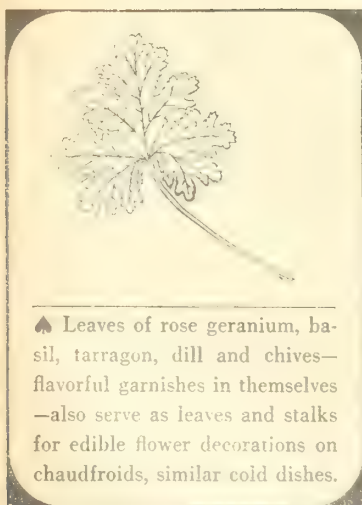 ♠ Leaves of rose geranium, ba-
sil, tarragon, dill and chives—
flavorful garnishes in themselves
—also serve as leaves and stalks
for edible flower decorations on
chaudfroids, similar cold dishes.